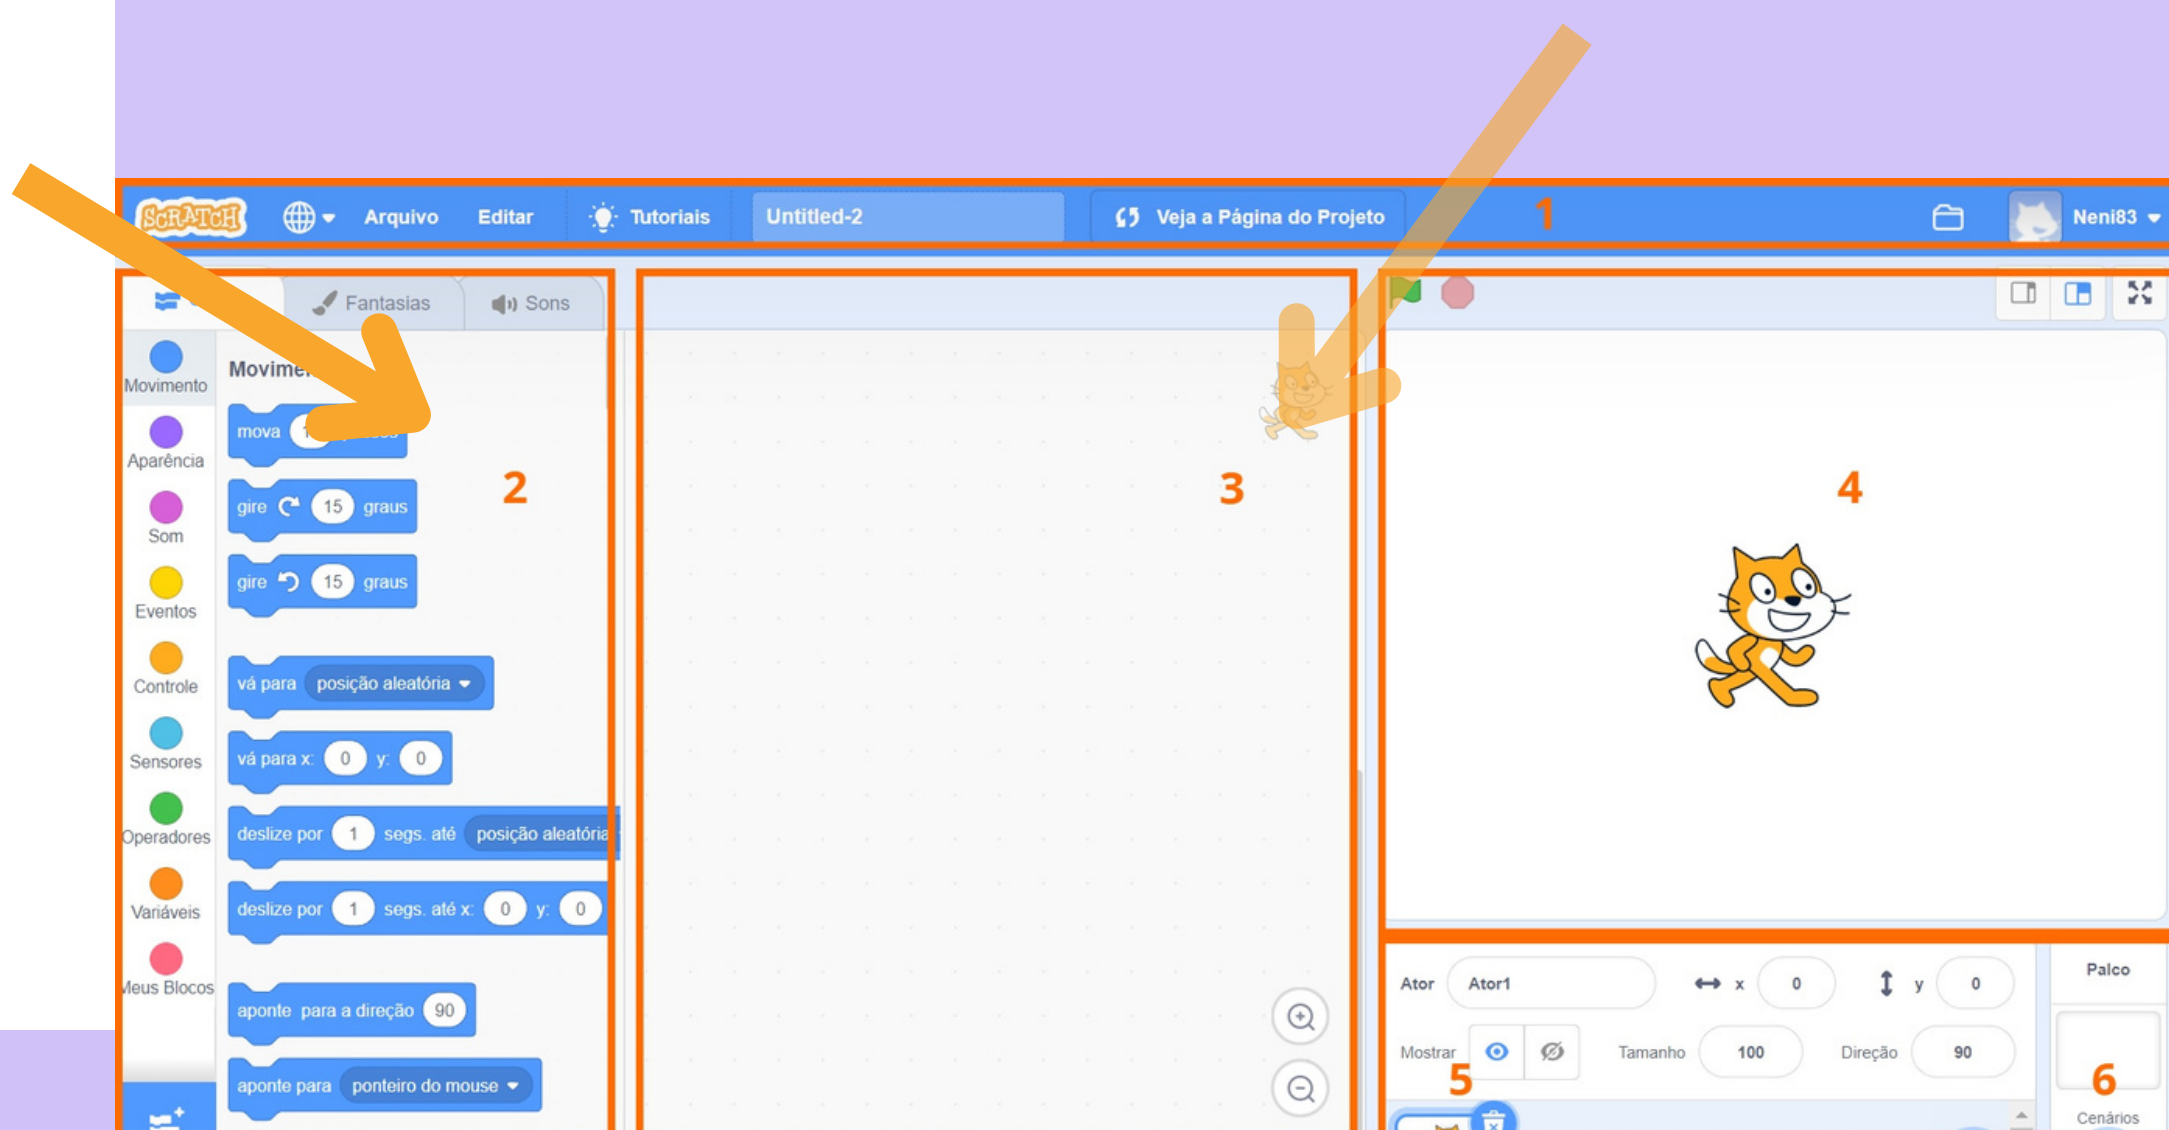 SCRATCH Arquivo Editar Tutoriais Untitled-2 Veja a Página do Projeto 1 Neni83
Fantasias Sons
Movimento
Aparência
Som
Eventos
Controle
Sensores
Operadores
Variáveis
Meus Blocos
mova
gire 15 graus
gire 15 graus
vá para posição aleatória
vá para x: 0 y: 0
deslize por 1 segs. até posição aleatória
deslize por 1 segs. até x: 0 y: 0
aponte para a direção 90
aponte para ponteiro do mouse
2
3
4
Ator Ator1 x 0 y 0
Mostrar Tamanho 100 Direção 90
5
Palco
6
Cenários